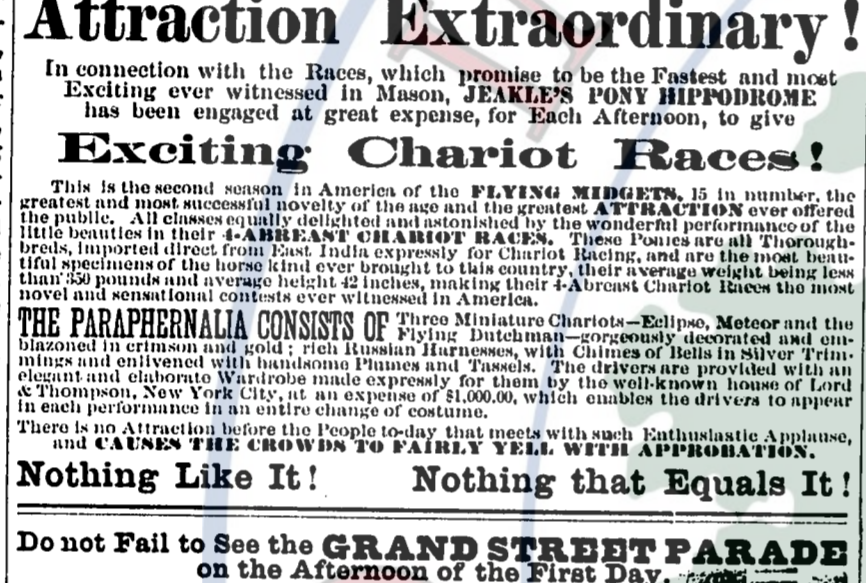 Attraction Extraordinary!
In connection with the Races, which promise to be the Fastest and most
Exciting ever witnessed in Mason, JEAKLE'S PONY HIPPODROME
has been engaged at great expense, for Each Afternoon, to give
Exciting Chariot Races!
This is the second season in America of the FLYING MIDGETS, 15 in number, the
greatest and most successful novelty of the age and the greatest ATTRACTION ever offered
the public. All classes equally delighted and astonished by the wonderful performance of the
little beauties in their 4-ABREAST CHARIOT RACES. These Ponies are all Thorough-
breds, imported direct from East India expressly for Chariot Racing, and are the most beau-
tiful specimens of the horse kind ever brought to this country, their average weight being less
than 350 pounds and average height 42 inches, making their 4-Abreast Chariot Races the most
novel and sensational contests ever witnessed in America.
THE PARAPHERNALIA CONSISTS OF Three Miniature Chariots—Eclipse, Meteor and the
Flying Dutchman—gorgeously decorated and em-
blazoned in crimson and gold; rich Russian Harnesses, with Chimes of Bells in Silver Trim-
mings and enlivened with handsome Plumes and Tassels. The drivers are provided with an
elegant and elaborate Wardrobe made expressly for them by the well-known house of Lord
& Thompson, New York City, at an expense of $1,000.00, which enables the drivers to appear
in each performance in an entire change of costume.
There is no Attraction before the People to-day that meets with such Enthusiastic Applause,
and CAUSES THE CROWDS TO FAIRLY YELL WITH APPROBATION.
Nothing Like It! Nothing that Equals It!
Do not Fail to See the GRAND STREET PARADE
on the Afternoon of the First Day.